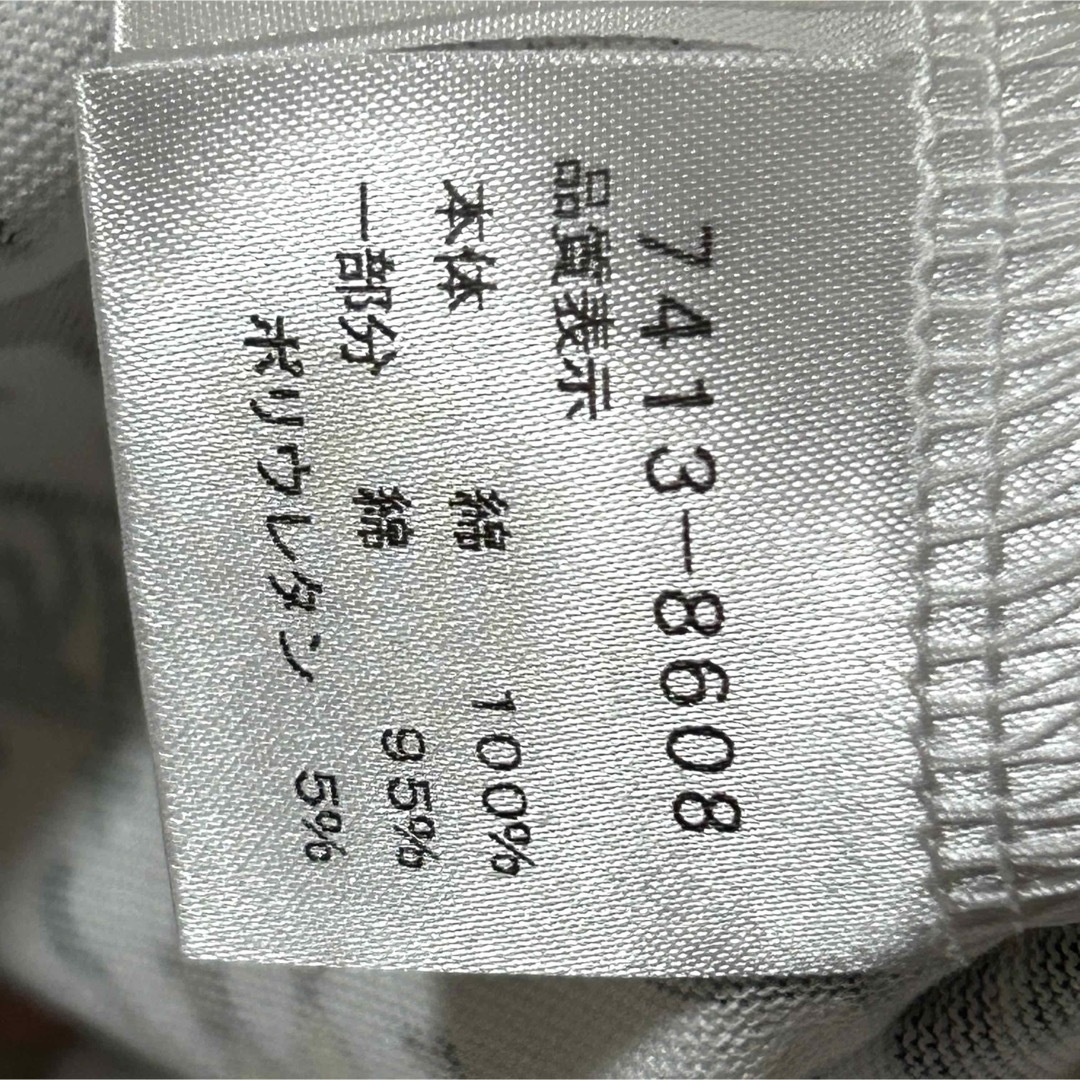 7413-8608
品質表示
本体 綿 100%
一部分 綿 95%
ポリウレタン 5%